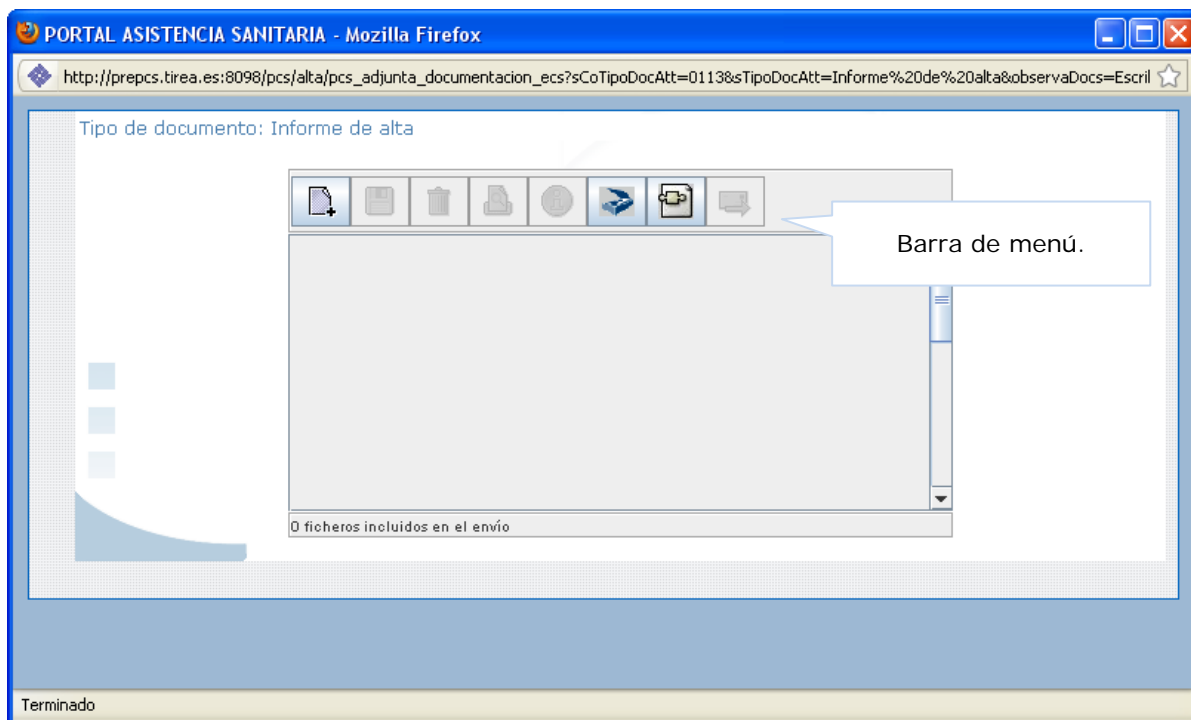 PORTAL ASISTENCIA SANITARIA - Mozilla Firefox
http://prepcs.tirea.es:8098/pcs/alta/pcs_adjunta_documentacion_ecs?sCoTipoDocAtt=0113&sTipoDocAtt=Informe%20de%20alta&observaDocs=Escril
Tipo de documento: Informe de alta
Barra de menú.
0 ficheros incluidos en el envío
Terminado